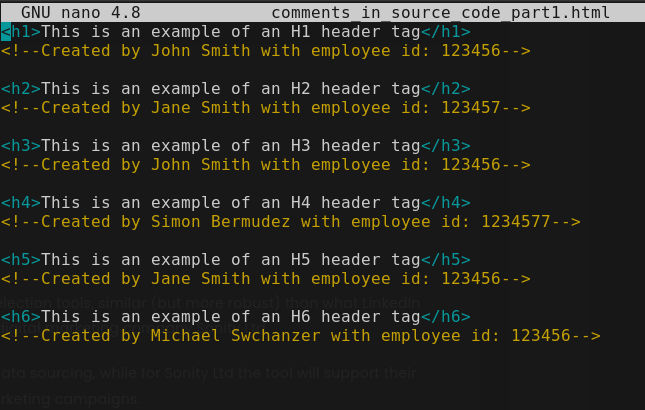 GNU nano 4.8 comments_in_source_code_part1.html
<h1>This is an example of an H1 header tag</h1>
<!--Created by John Smith with employee id: 123456-->
<h2>This is an example of an H2 header tag</h2>
<!--Created by Jane Smith with employee id: 123457-->
<h3>This is an example of an H3 header tag</h3>
<!--Created by John Smith with employee id: 123456-->
<h4>This is an example of an H4 header tag</h4>
<!--Created by Simon Bermudez with employee id: 1234577-->
<h5>This is an example of an H5 header tag</h5>
<!--Created by Jane Smith with employee id: 123456-->
llection tools, similar (but more robust) than what LinkedIn
<h6>This is an example of an H6 header tag</h6>
<!--Created by Michael Swchanzer with employee id: 123456-->
ata sourcing, while for Sanity Ltd the tool will support their
rketing campaigns